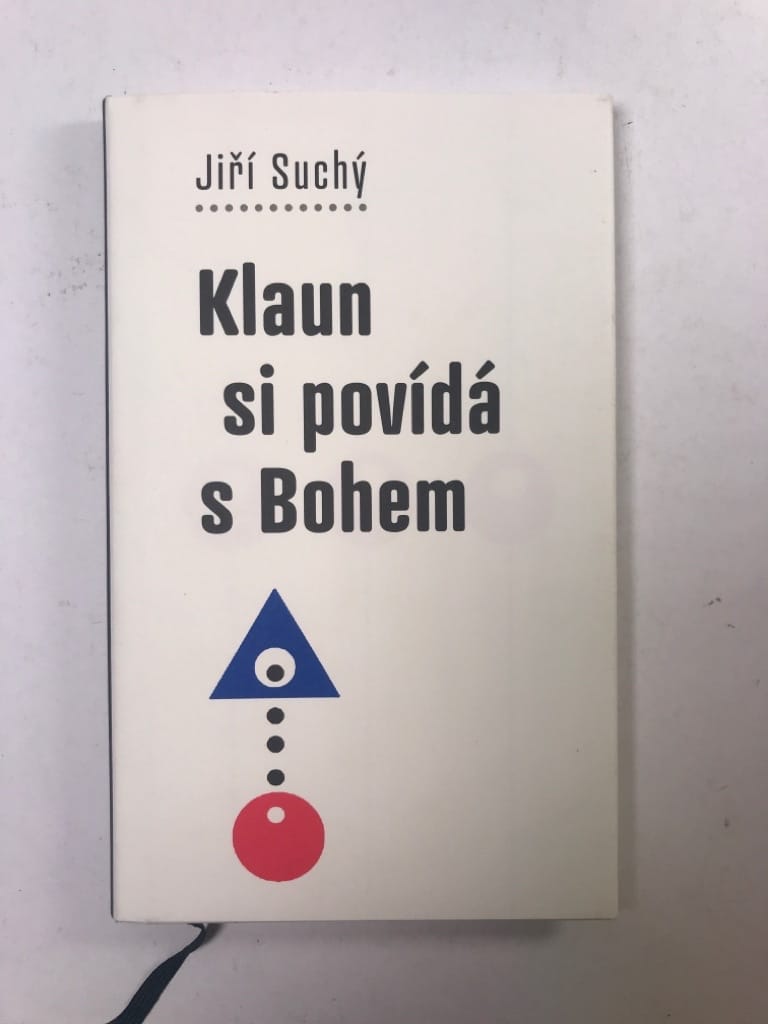 Jiří Suchý
Klaun
si povídá
s Bohem